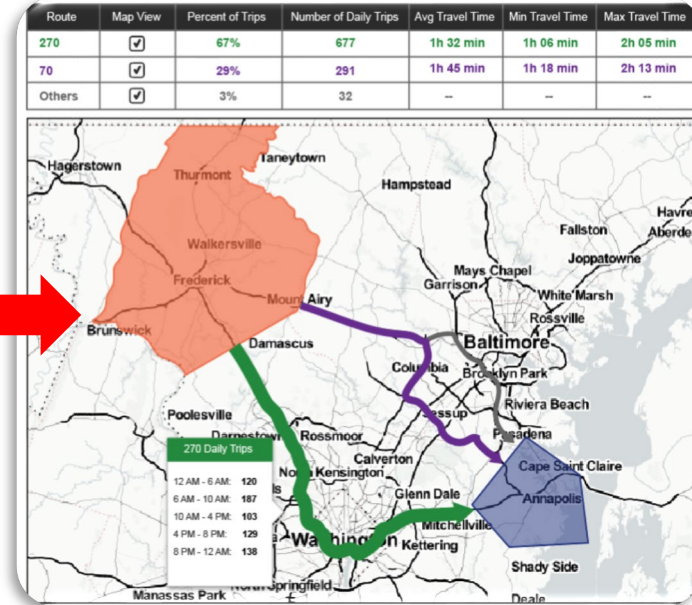 Route Map View Percent of Trips Number of Daily Trips Avg Travel Time Min Travel Time Max Travel Time
270 67% 677 1h 32 min 1h 06 min 2h 05 min
70 29% 291 1h 45 min 1h 18 min 2h 13 min
Others 3% 32 -- -- --
Hagerstown
Taneytown
Thurmont
Hampstead
Havre
Fallston
Aberde
Walkersville
Joppatowne
Mays Chapel
Frederick
Garrison
White Marsh
Mount Airy
Rossville
Brunswick
Damascus
Baltimore
Columbia
Brooklyn Park
Poolesville
Jessup
Riviera Beach
Darnestown
Rossmoor
Pasadena
270 Daily Trips
Calverton
North Kensington
Cape Saint Claire
12 AM - 6 AM: 120
6 AM - 10 AM: 187
Glenn Dale
Annapolis
10 AM - 4 PM: 103
Mitchellville
4 PM - 8 PM: 129
Washington
Kettering
8 PM - 12 AM: 138
Shady Side
North Springfield
Manassas Park
Deale